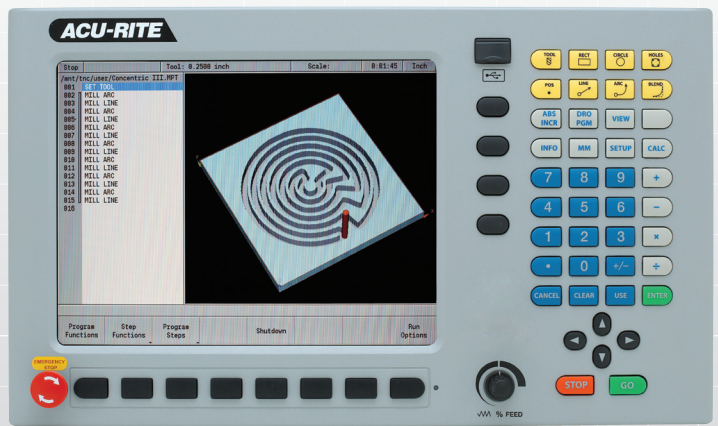 ACU-RITE
Stop Tool: 0.2500 inch Scale: 0:01:45 Inch
/mnt/tnc/user/Concentric III.MPT
001 SET TOOL
002 MILL ARC
003 MILL LINE
004 MILL ARC
005 MILL LINE
006 MILL ARC
007 MILL ARC
008 MILL LINE
009 MILL LINE
010 MILL ARC
011 MILL LINE
012 MILL ARC
013 MILL LINE
014 MILL ARC
015 MILL LINE
016
Program Functions
Step Functions
Program Steps
Shutdown
Run Options
EMERGENCY STOP
TOOL RECT CIRCLE HOLES
POS LINE ARC BLEND
ABS INCR DRO PGM VIEW
INFO MM SETUP CALC
7 8 9 +
4 5 6 −
1 2 3 ×
• 0 +/− ÷
CANCEL CLEAR USE ENTER
STOP GO
% FEED